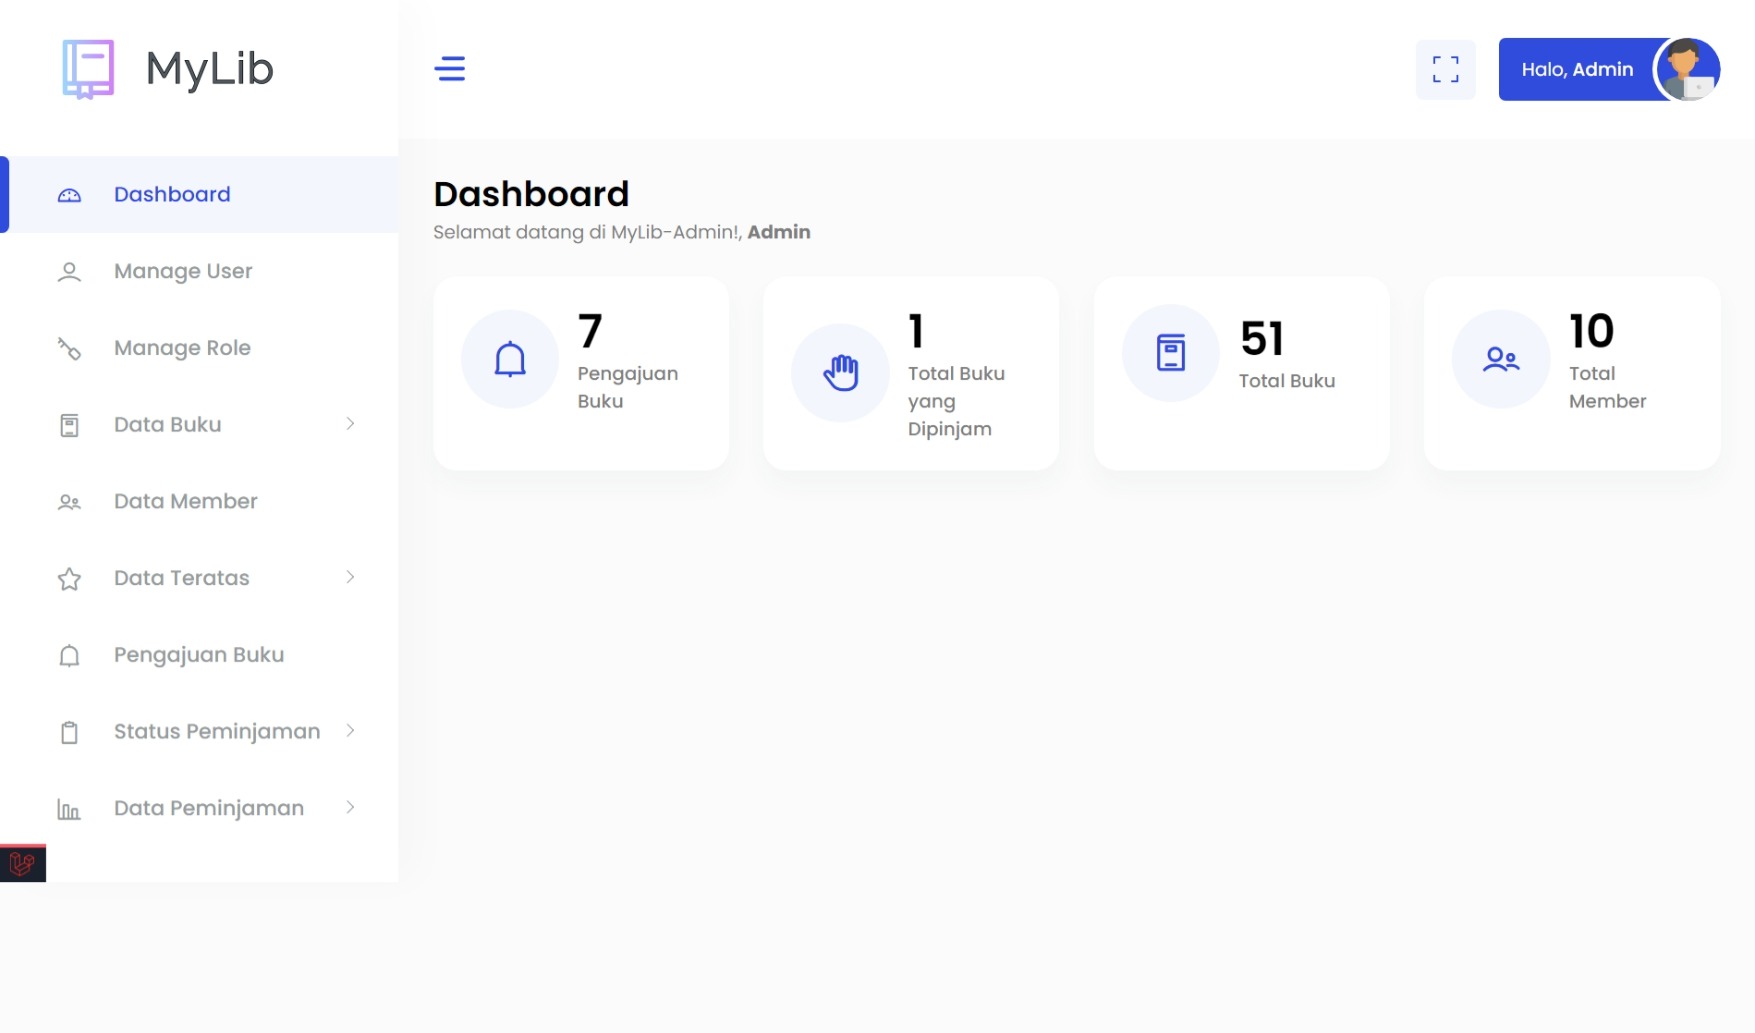 MyLib
Halo, Admin
Dashboard
Manage User
Manage Role
Data Buku
Data Member
Data Teratas
Pengajuan Buku
Status Peminjaman
Data Peminjaman
Dashboard
Selamat datang di MyLib-Admin!, Admin
7
Pengajuan
Buku
1
Total Buku
yang
Dipinjam
51
Total Buku
10
Total
Member